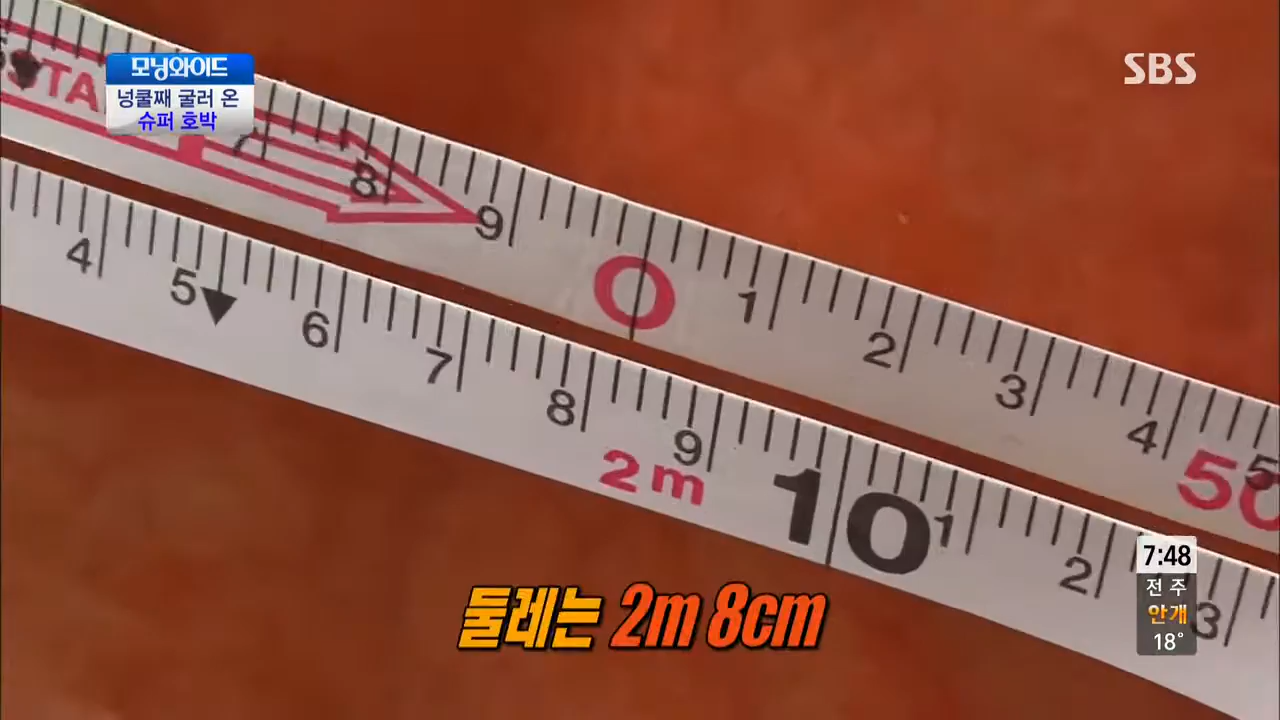 모닝와이드
넝쿨째 굴러 온
슈퍼 호박
SBS
STA
7 8 9 0 1 2 3 4 5
50
4 5 6 7 8 9 10 1 2 3
2m
둘레는 2m 8cm
7:48
전 주
안개
18°